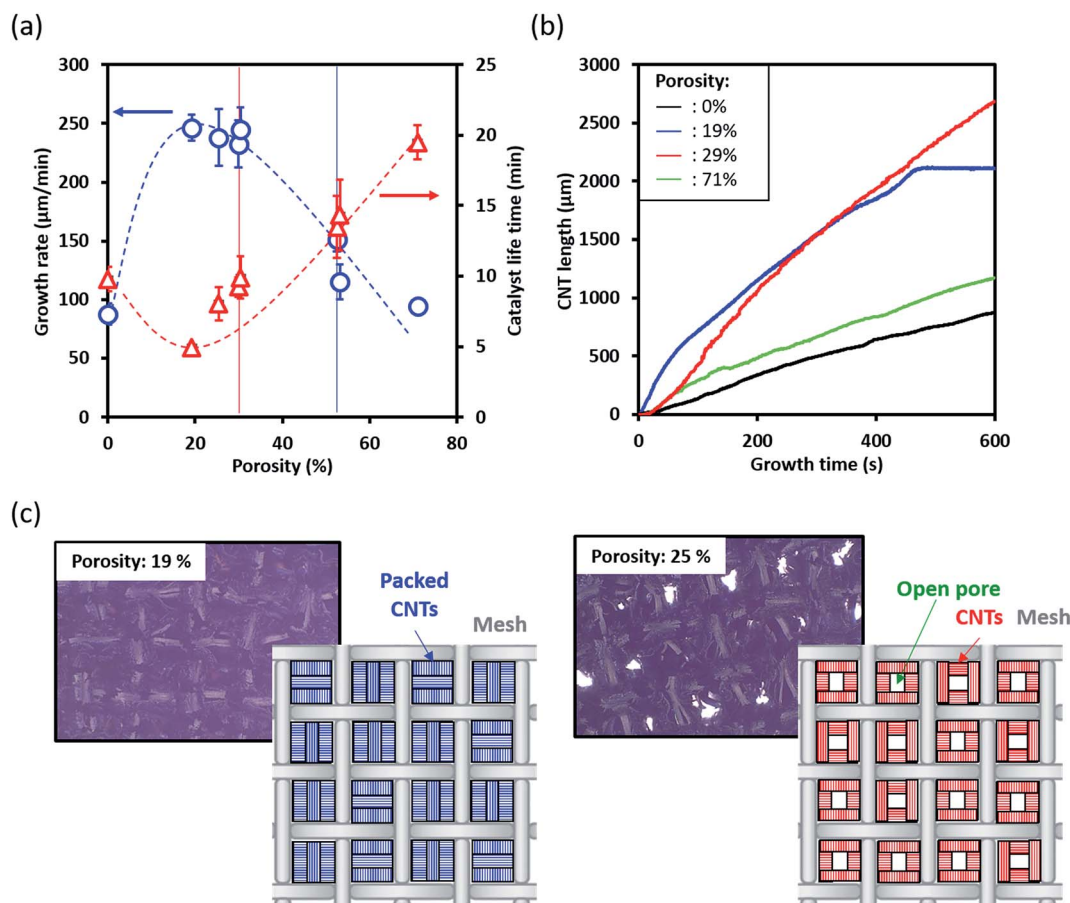 (a)
300
250
200
150
100
50
0
Growth rate (µm/min)
25
20
15
10
5
0
Catalyst life time (min)
0
20
40
60
80
Porosity (%)
(b)
3000
2500
2000
1500
1000
500
0
CNT length (µm)
Porosity:
: 0%
: 19%
: 29%
: 71%
0
200
400
600
Growth time (s)
(c)
Porosity: 19 %
Packed
CNTs
Mesh
Porosity: 25 %
Open pore
CNTs
Mesh